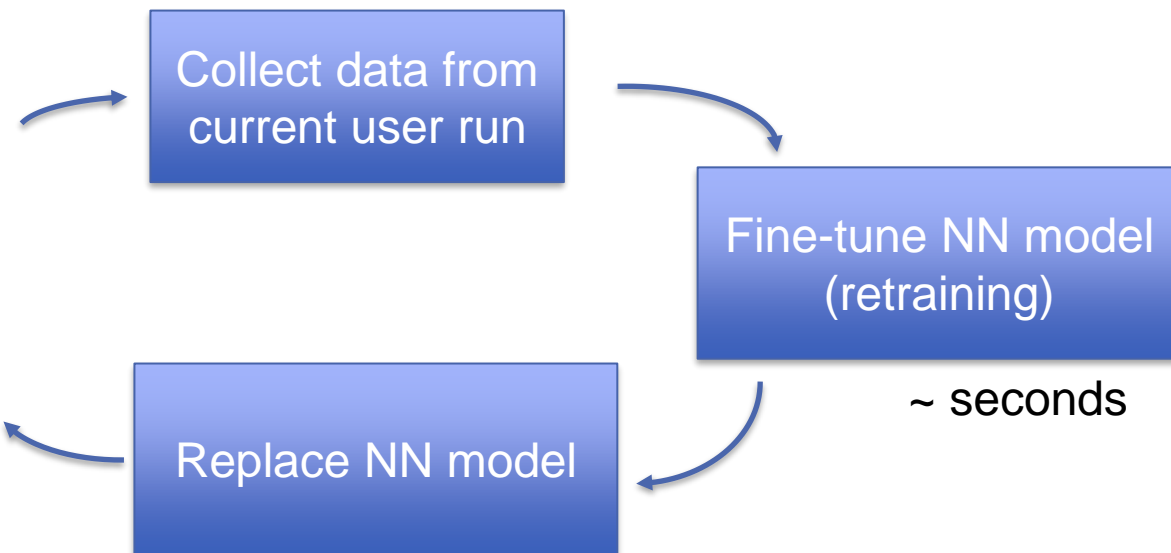 Collect data from
current user run
Fine-tune NN model
(retraining)
~ seconds
Replace NN model